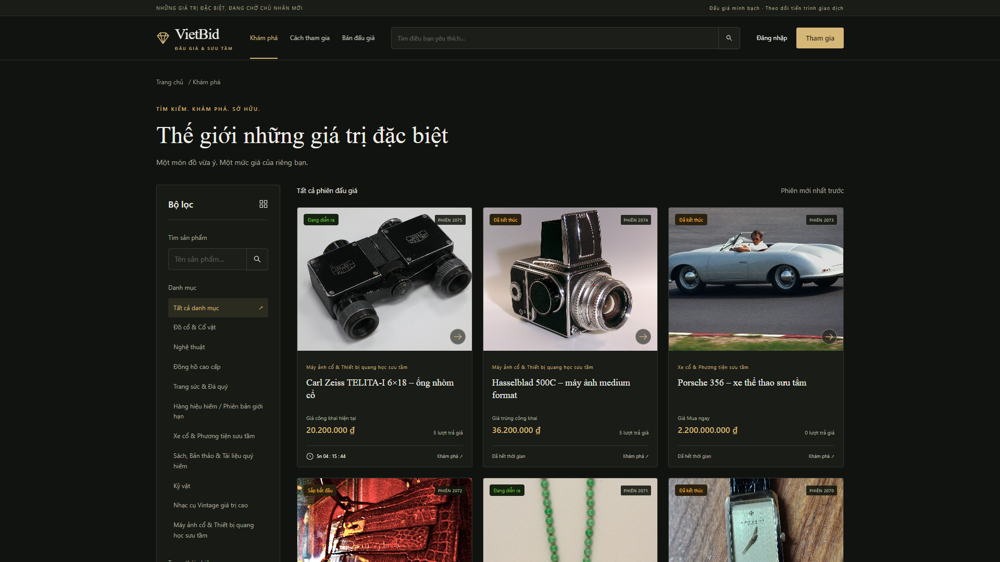 NHỮNG GIÁ TRỊ ĐẶC BIỆT, ĐANG CHỜ CHỦ NHÂN MỚI
Đấu giá minh bạch · Theo dõi tiến trình giao dịch
VietBid
ĐẤU GIÁ & SƯU TẦM
Khám phá
Cách tham gia
Bán đấu giá
Tìm điều bạn yêu thích...
Đăng nhập
Tham gia
Trang chủ / Khám phá
TÌM KIẾM. KHÁM PHÁ. SỞ HỮU.
Thế giới những giá trị đặc biệt
Một món đồ vừa ý. Một mức giá của riêng bạn.
Bộ lọc
Tìm sản phẩm
Tên sản phẩm...
Danh mục
Tất cả danh mục ↗
Đồ cổ & Cổ vật
Nghệ thuật
Đồng hồ cao cấp
Trang sức & Đá quý
Hàng hiệu hiếm / Phiên bản giới
hạn
Xe cổ & Phương tiện sưu tầm
Sách, Bản thảo & Tài liệu quý
hiếm
Kỷ vật
Nhạc cụ Vintage giá trị cao
Máy ảnh cổ & Thiết bị quang
học sưu tầm
Tất cả phiên đấu giá
Phiên mới nhất trước
Đang diễn ra
PHIÊN 2075
Máy ảnh cổ & Thiết bị quang học sưu tầm
Carl Zeiss TELITA-I 6×18 – ống nhòm
cổ
Giá công khai hiện tại
20.200.000 ₫
5 lượt trả giá
5n 04 : 15 : 44
Khám phá ↗
Đã kết thúc
PHIÊN 2074
Máy ảnh cổ & Thiết bị quang học sưu tầm
Hasselblad 500C – máy ảnh medium
format
Giá trúng công khai
36.200.000 ₫
5 lượt trả giá
Đã hết thời gian
Khám phá ↗
Đã kết thúc
PHIÊN 2073
Xe cổ & Phương tiện sưu tầm
Porsche 356 – xe thể thao sưu tầm
Giá Mua ngay
2.200.000.000 ₫
0 lượt trả giá
Đã hết thời gian
Khám phá ↗
Sắp bắt đầu
PHIÊN 2072
Đang diễn ra
PHIÊN 2071
Đã kết thúc
PHIÊN 2070